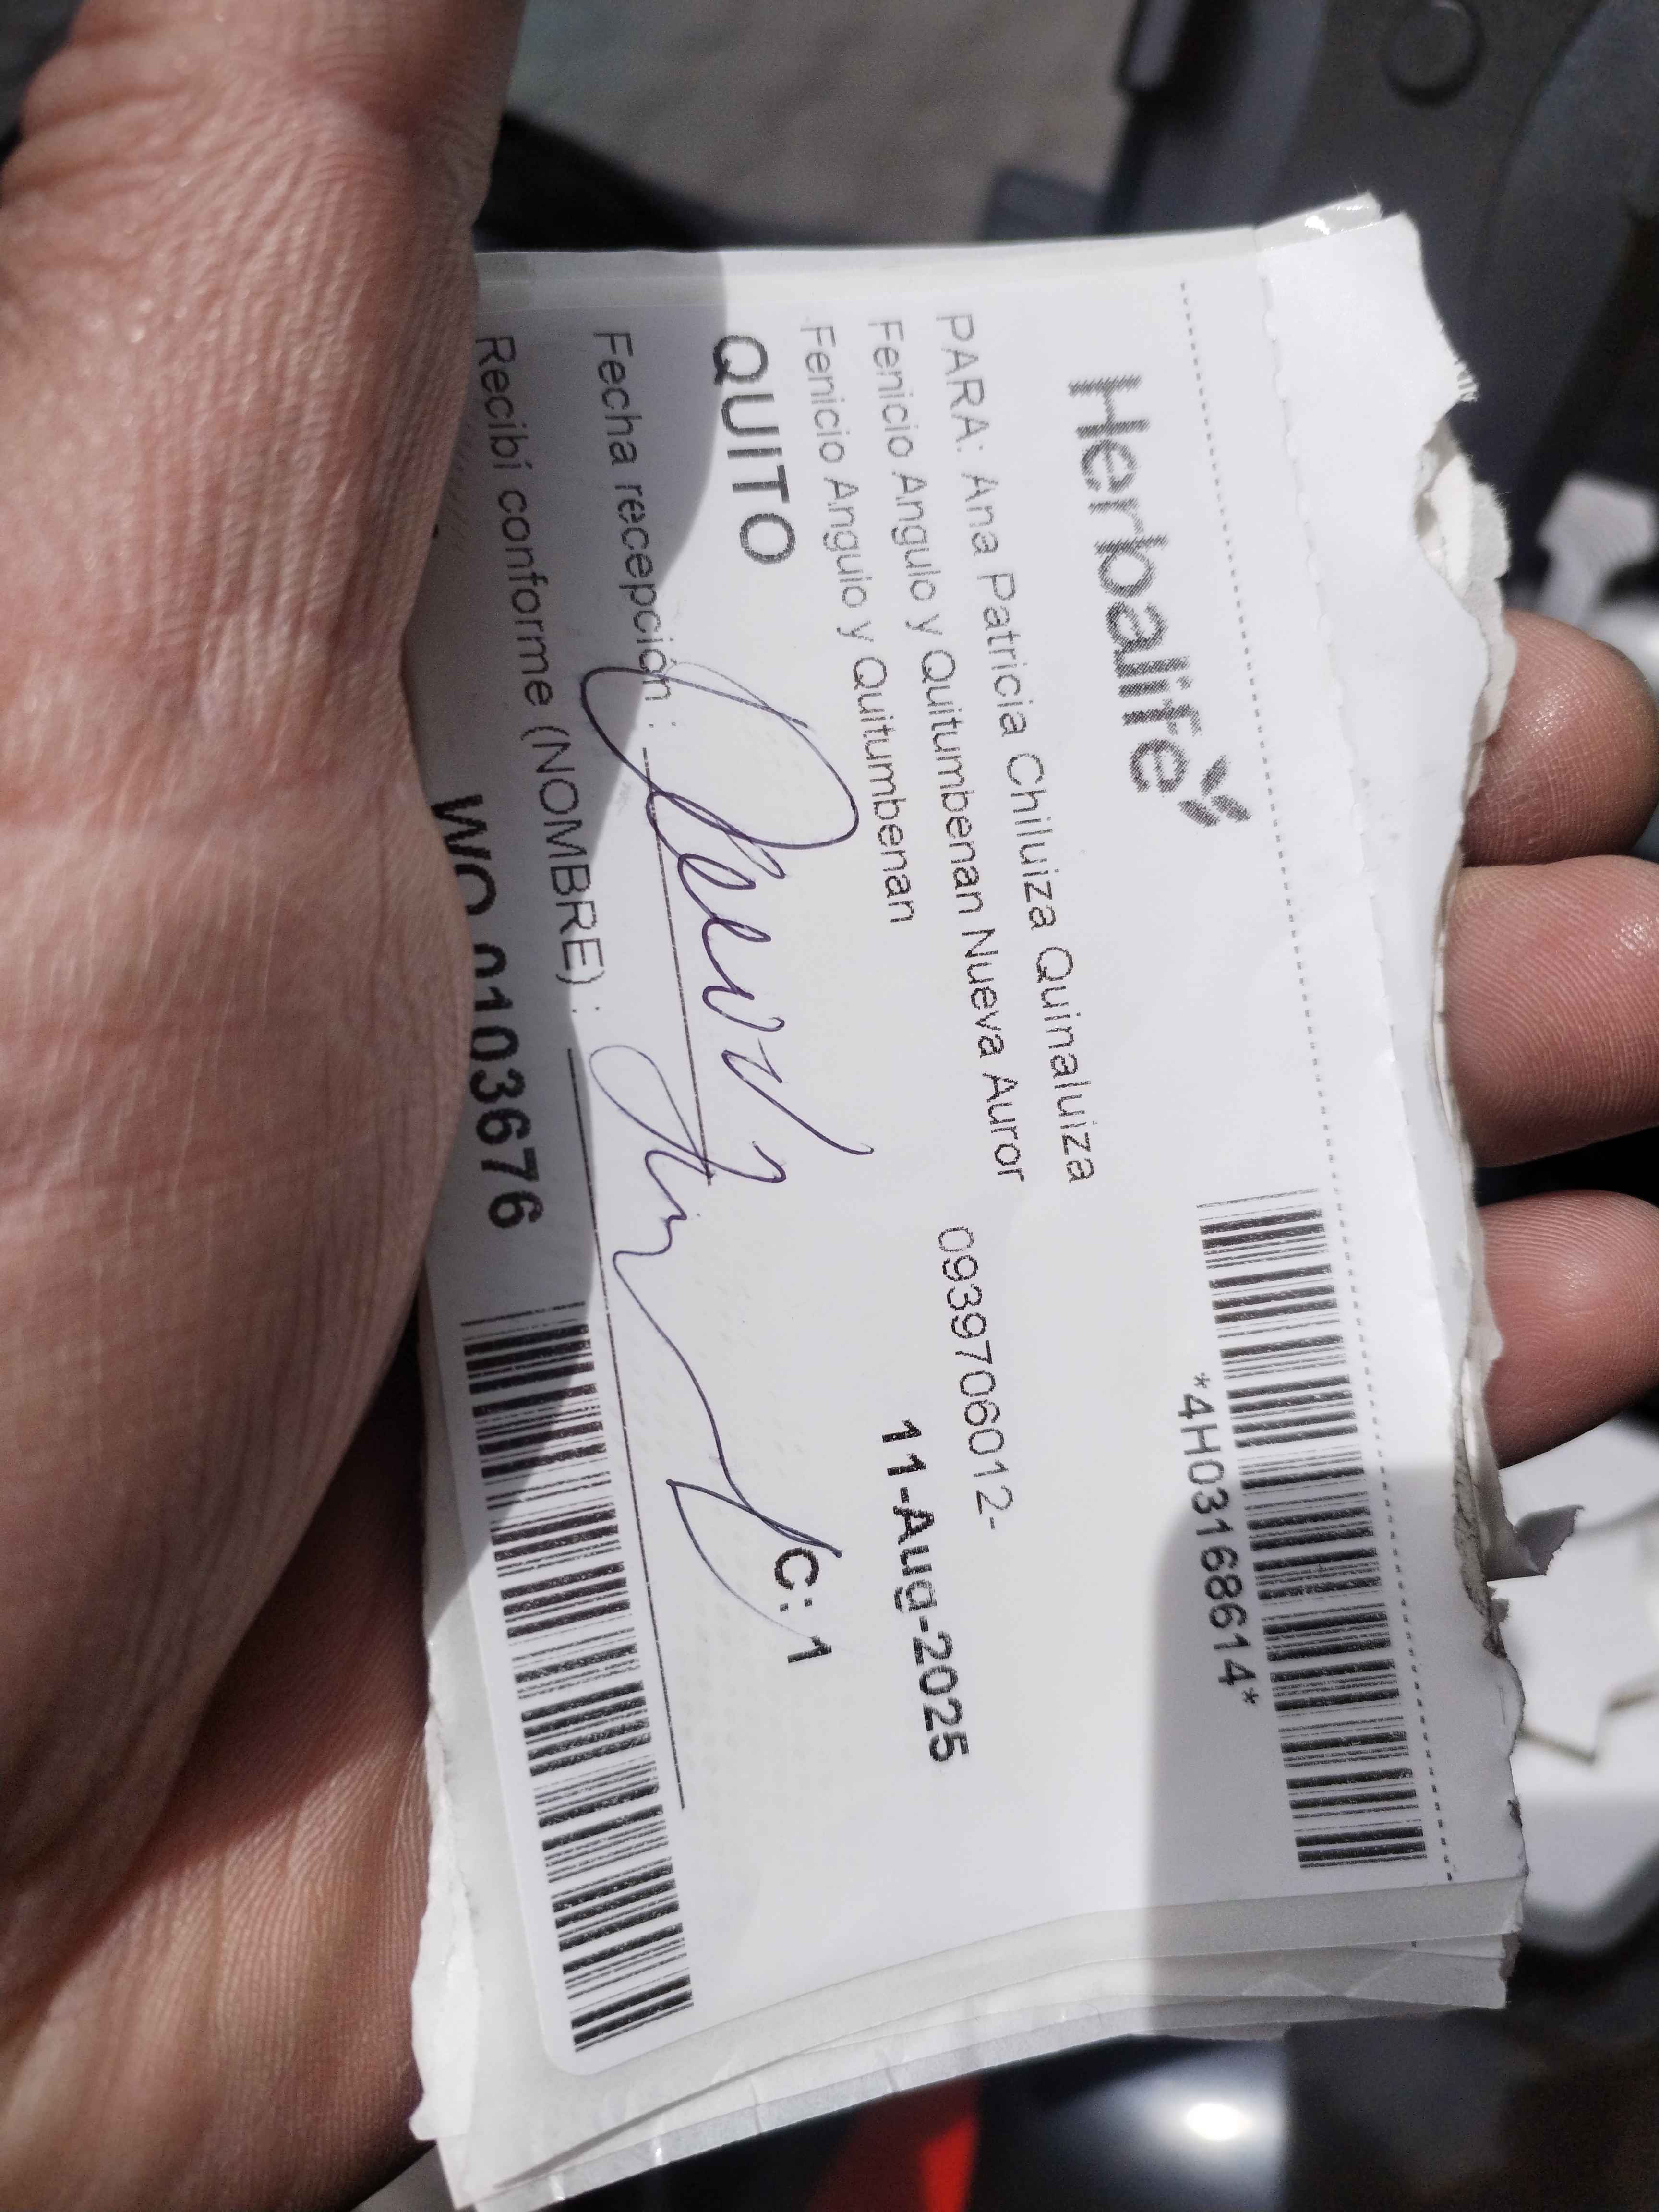 Herbalife
*4H03168614*
PARA: Ana Patricia Chiluiza Quinaluiza
Fenicio Angulo y Quitumbenan Nueva Auror
0939706012-
Fenicio Angulo y Quitumbenan
11-Aug-2025
QUITO
C: 1
Fecha recepción :
Recibí conforme (NOMBRE) :
0103676